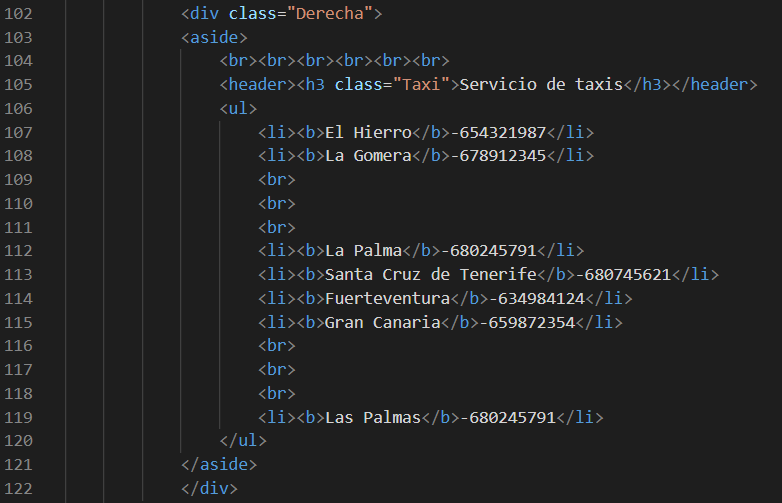 102 <div class="Derecha">
103 <aside>
104 <br><br><br><br><br><br>
105 <header><h3 class="Taxi">Servicio de taxis</h3></header>
106 <ul>
107 <li><b>El Hierro</b>-654321987</li>
108 <li><b>La Gomera</b>-678912345</li>
109 <br>
110 <br>
111 <br>
112 <li><b>La Palma</b>-680245791</li>
113 <li><b>Santa Cruz de Tenerife</b>-680745621</li>
114 <li><b>Fuerteventura</b>-634984124</li>
115 <li><b>Gran Canaria</b>-659872354</li>
116 <br>
117 <br>
118 <br>
119 <li><b>Las Palmas</b>-680245791</li>
120 </ul>
121 </aside>
122 </div>